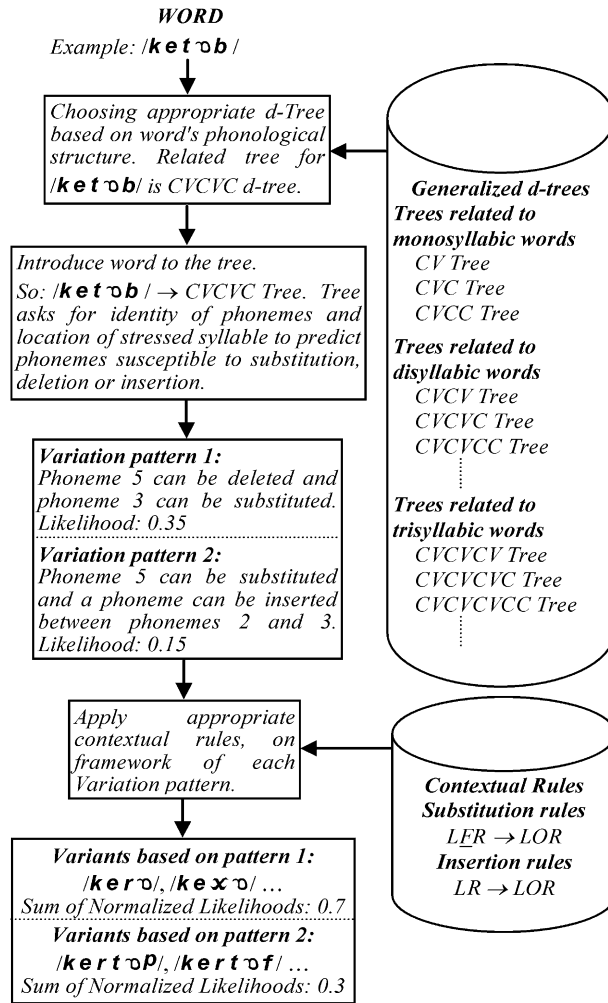 WORD
Example: /ketɒb /
Choosing appropriate d-Tree
based on word's phonological
structure. Related tree for
/ketɒb/ is CVCVC d-tree.
Introduce word to the tree.
So: /ketɒb / → CVCVC Tree. Tree
asks for identity of phonemes and
location of stressed syllable to predict
phonemes susceptible to substitution,
deletion or insertion.
Variation pattern 1:
Phoneme 5 can be deleted and
phoneme 3 can be substituted.
Likelihood: 0.35
Variation pattern 2:
Phoneme 5 can be substituted
and a phoneme can be inserted
between phonemes 2 and 3.
Likelihood: 0.15
Apply appropriate
contextual rules, on
framework of each
Variation pattern.
Variants based on pattern 1:
/kerɒ/, /kexɒ/ ...
Sum of Normalized Likelihoods: 0.7
Variants based on pattern 2:
/kertɒp/, /kertɒf/ ...
Sum of Normalized Likelihoods: 0.3
Generalized d-trees
Trees related to
monosyllabic words
CV Tree
CVC Tree
CVCC Tree
Trees related to
disyllabic words
CVCV Tree
CVCVC Tree
CVCVCC Tree
Trees related to
trisyllabic words
CVCVCV Tree
CVCVCVC Tree
CVCVCVCC Tree
Contextual Rules
Substitution rules
LFR → LOR
Insertion rules
LR → LOR